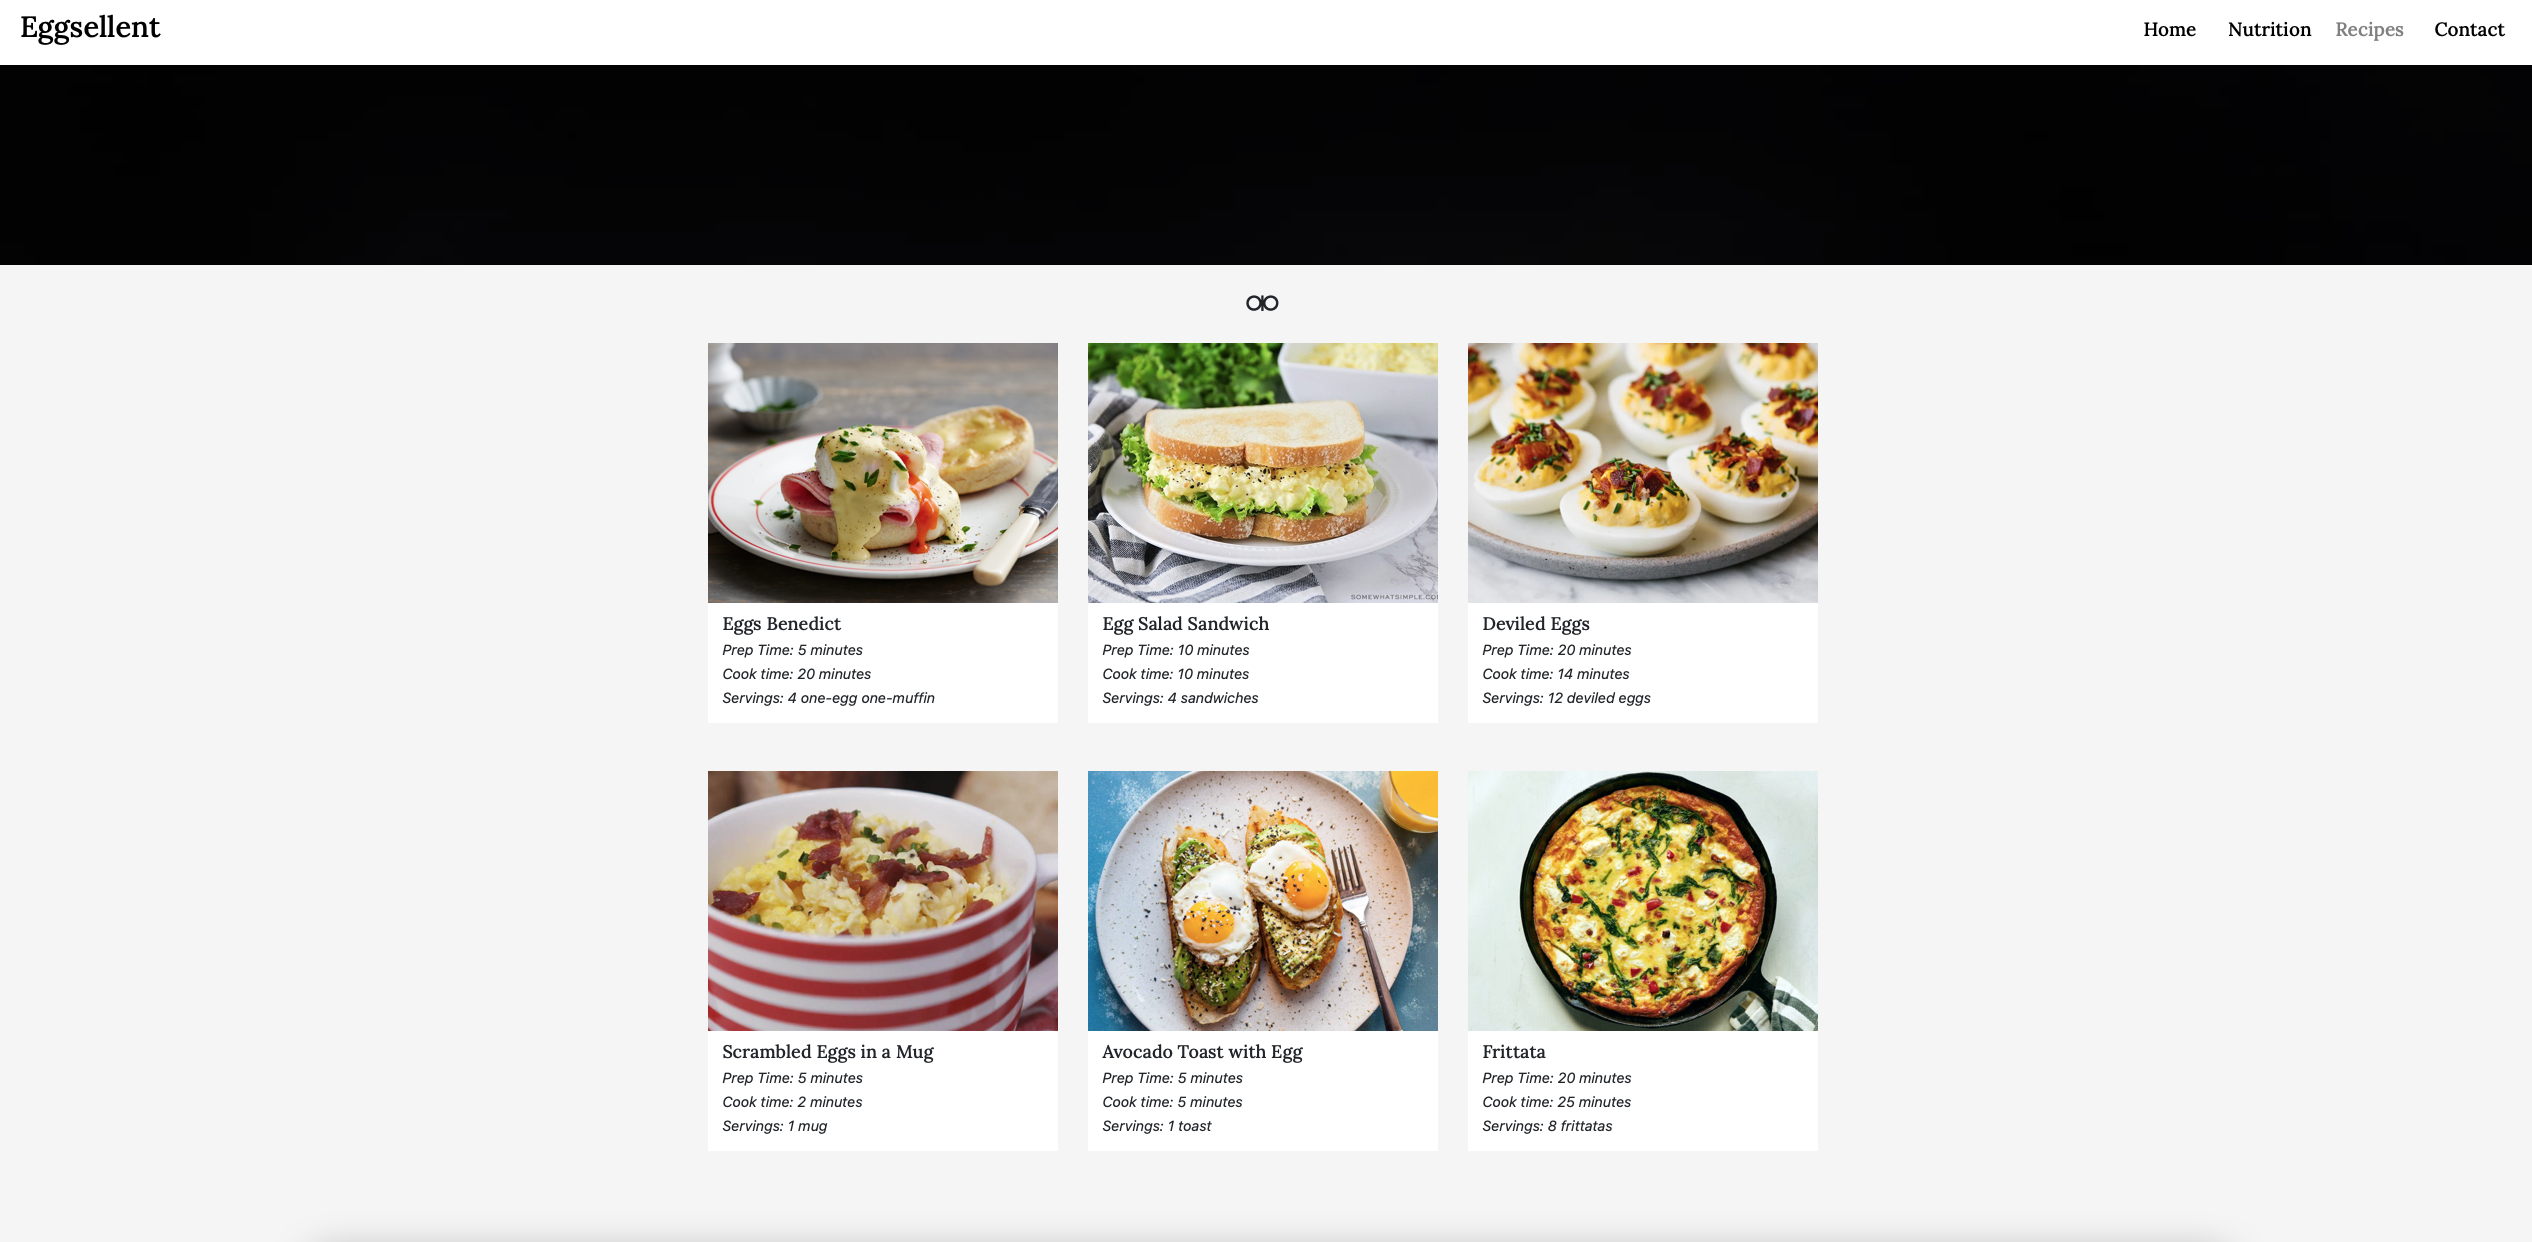 Eggsellent
Home Nutrition Recipes Contact
Eggs Benedict
Prep Time: 5 minutes
Cook time: 20 minutes
Servings: 4 one-egg one-muffin
Egg Salad Sandwich
Prep Time: 10 minutes
Cook time: 10 minutes
Servings: 4 sandwiches
Deviled Eggs
Prep Time: 20 minutes
Cook time: 14 minutes
Servings: 12 deviled eggs
Scrambled Eggs in a Mug
Prep Time: 5 minutes
Cook time: 2 minutes
Servings: 1 mug
Avocado Toast with Egg
Prep Time: 5 minutes
Cook time: 5 minutes
Servings: 1 toast
Frittata
Prep Time: 20 minutes
Cook time: 25 minutes
Servings: 8 frittatas